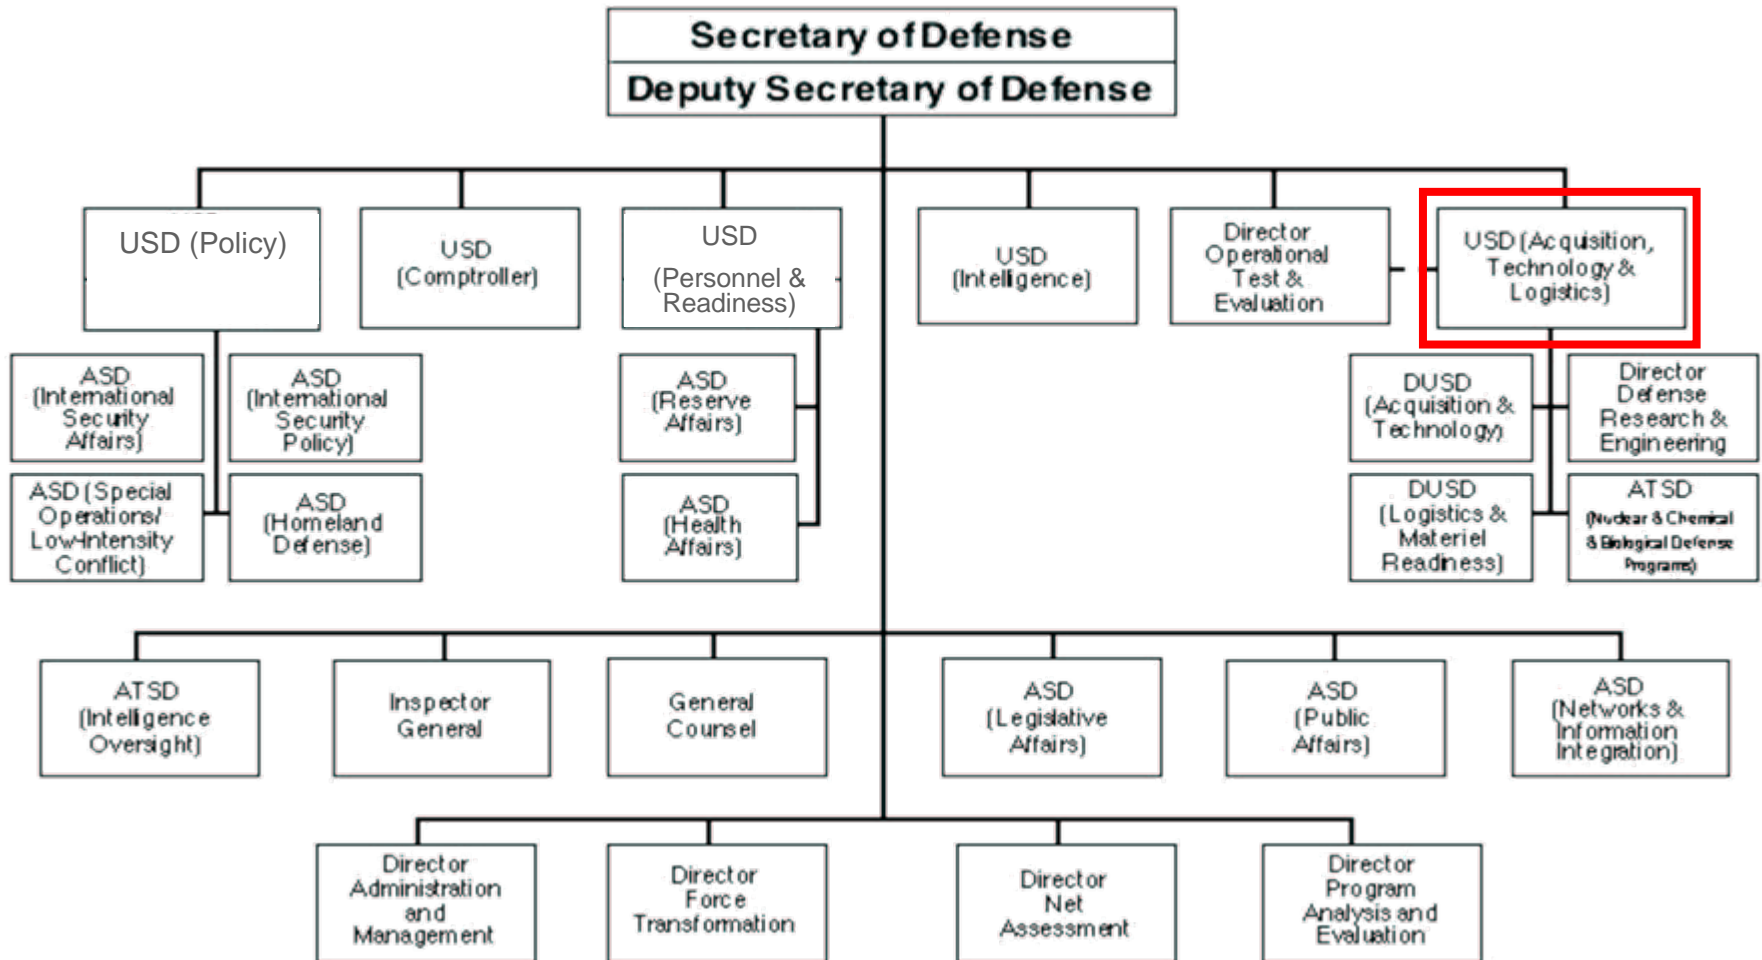 Secretary of Defense
Deputy Secretary of Defense
USD (Policy)
USD
(Comptroller)
USD
(Personnel &
Readiness)
USD
(Intelligence)
Director
Operational
Test &
Evaluation
USD (Acquisition,
Technology &
Logistics)
ASD
(International
Security
Affairs)
ASD
(International
Security
Policy)
ASD
(Reserve
Affairs)
DUSD
(Acquisition &
Technology)
Director
Defense
Research &
Engineering
ASD (Special
Operations/
Low-Intensity
Conflict)
ASD
(Homeland
Defense)
ASD
(Health
Affairs)
DUSD
(Logistics &
Materiel
Readiness)
ATSD
(Nuclear & Chemical
& Biological Defense
Programs)
ATSD
(Intelligence
Oversight)
Inspector
General
General
Counsel
ASD
(Legislative
Affairs)
ASD
(Public
Affairs)
ASD
(Networks &
Information
Integration)
Director
Administration
and
Management
Director
Force
Transformation
Director
Net
Assessment
Director
Program
Analysis and
Evaluation